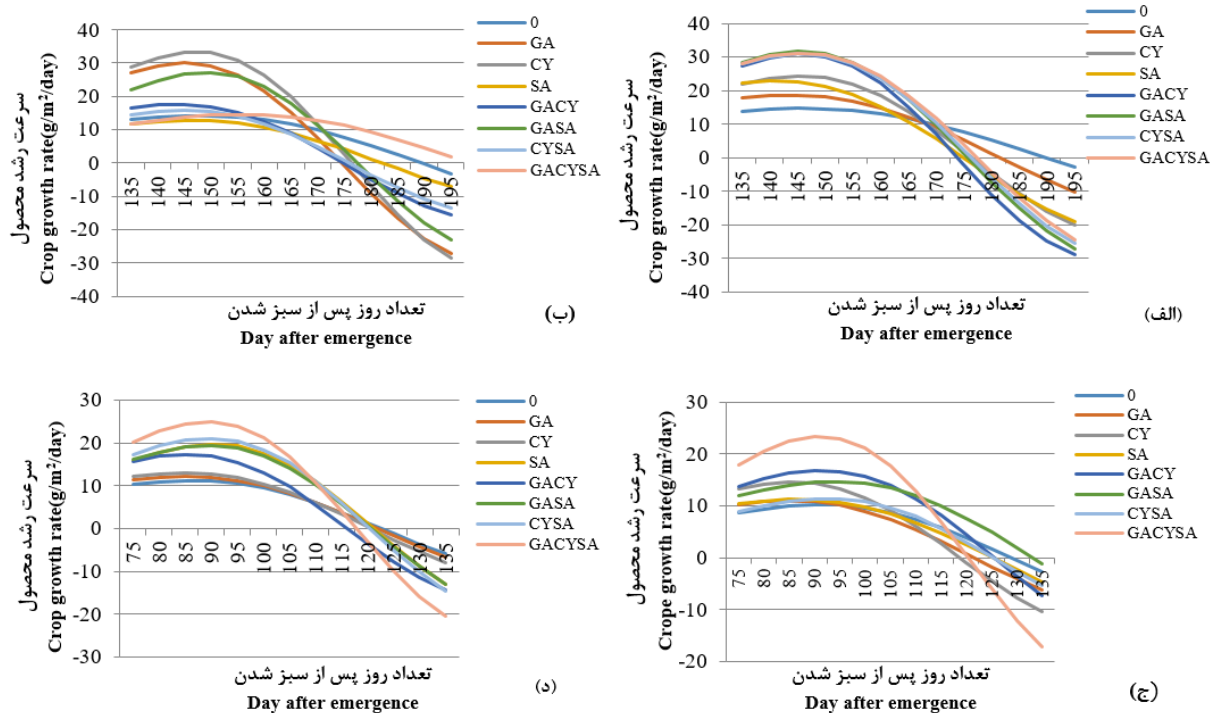 40
30
20
10
0
-10
-20
-30
-40
135 140 145 150 155 160 165 170 175 180 185 190 195
سرعت رشد محصول
Crop growth rate(g/m²/day)
تعداد روز پس از سبز شدن
Day after emergence
(ب)
0
GA
CY
SA
GACY
GASA
CYSA
GACYSA
40
30
20
10
0
-10
-20
-30
-40
135 140 145 150 155 160 165 170 175 180 185 190 195
سرعت رشد محصول
Crop growth rate(g/m²/day)
تعداد روز پس از سبز شدن
Day after emergence
(الف)
0
GA
CY
SA
GACY
GASA
CYSA
GACYSA
30
20
10
0
-10
-20
-30
75 80 85 90 95 100 105 110 115 120 125 130 135
سرعت رشد محصول
Crop growth rate(g/m²/day)
تعداد روز پس از سبز شدن
Day after emergence
(د)
0
GA
CY
SA
GACY
GASA
CYSA
GACYSA
30
20
10
0
-10
-20
75 80 85 90 95 100 105 110 115 120 125 130 135
سرعت رشد محصول
Crope growth rate(g/m²/day)
تعداد روز پس از سبز شدن
Day after emergence
(ج)
0
GA
CY
SA
GACY
GASA
CYSA
GACYSA